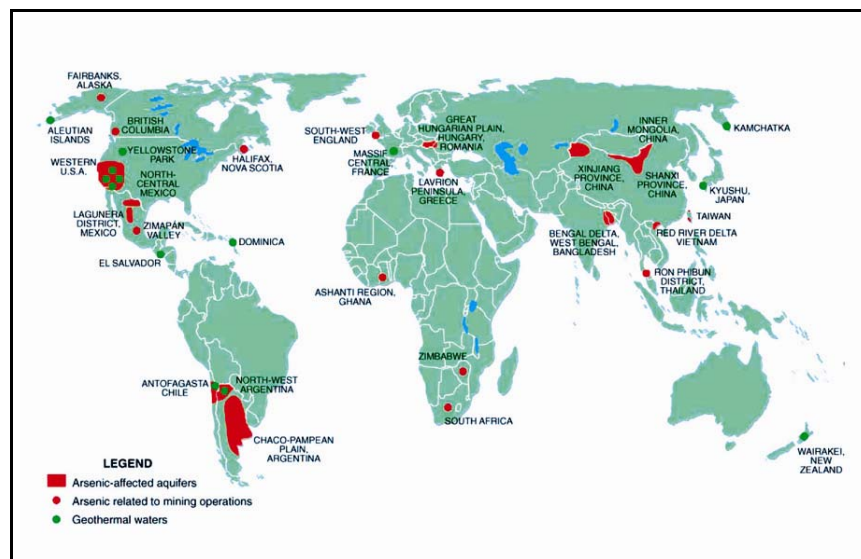 FAIRBANKS,
ALASKA
ALEUTIAN
ISLANDS
BRITISH
COLUMBIA
YELLOWSTONE
PARK
HALIFAX,
NOVA SCOTIA
WESTERN
U.S.A.
NORTH-
CENTRAL
MEXICO
LAGUNERA
DISTRICT,
MEXICO
ZIMAPÁN
VALLEY
DOMINICA
EL SALVADOR
SOUTH-WEST
ENGLAND
MASSIF
CENTRAL,
FRANCE
GREAT
HUNGARIAN PLAIN,
HUNGARY,
ROMANIA
LAVRION
PENINSULA,
GREECE
INNER
MONGOLIA,
CHINA
KAMCHATKA
XINJIANG
PROVINCE,
CHINA
SHANXI
PROVINCE,
CHINA
KYUSHU,
JAPAN
TAIWAN
BENGAL DELTA,
WEST BENGAL,
BANGLADESH
RED RIVER DELTA
VIETNAM
RON PHIBUN
DISTRICT,
THAILAND
ASHANTI REGION,
GHANA
ZIMBABWE
SOUTH AFRICA
ANTOFAGASTA
CHILE
NORTH-WEST
ARGENTINA
CHACO-PAMPEAN
PLAIN,
ARGENTINA
WAIRAKEI,
NEW
ZEALAND
LEGEND
Arsenic-affected aquifers
Arsenic related to mining operations
Geothermal waters